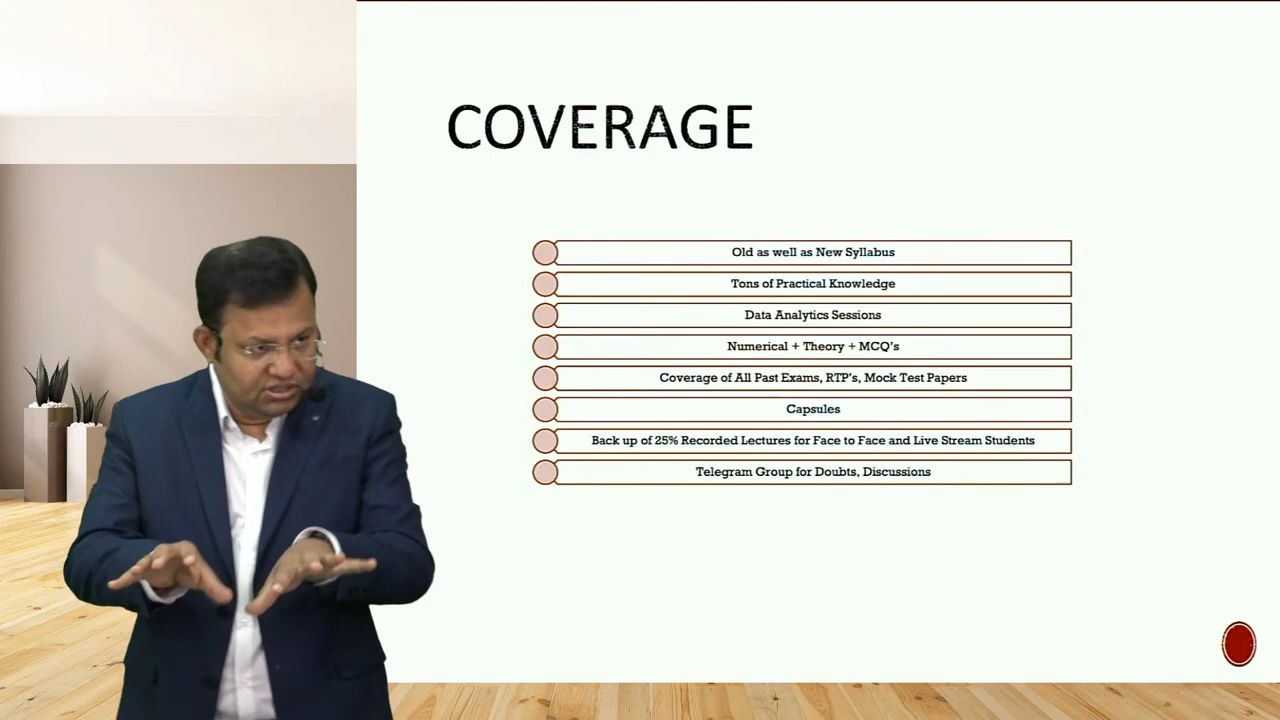 COVERAGE
Old as well as New Syllabus
Tons of Practical Knowledge
Data Analytics Sessions
Numerical + Theory + MCQ's
Coverage of All Past Exams, RTP's, Mock Test Papers
Capsules
Back up of 25% Recorded Lectures for Face to Face and Live Stream Students
Telegram Group for Doubts, Discussions